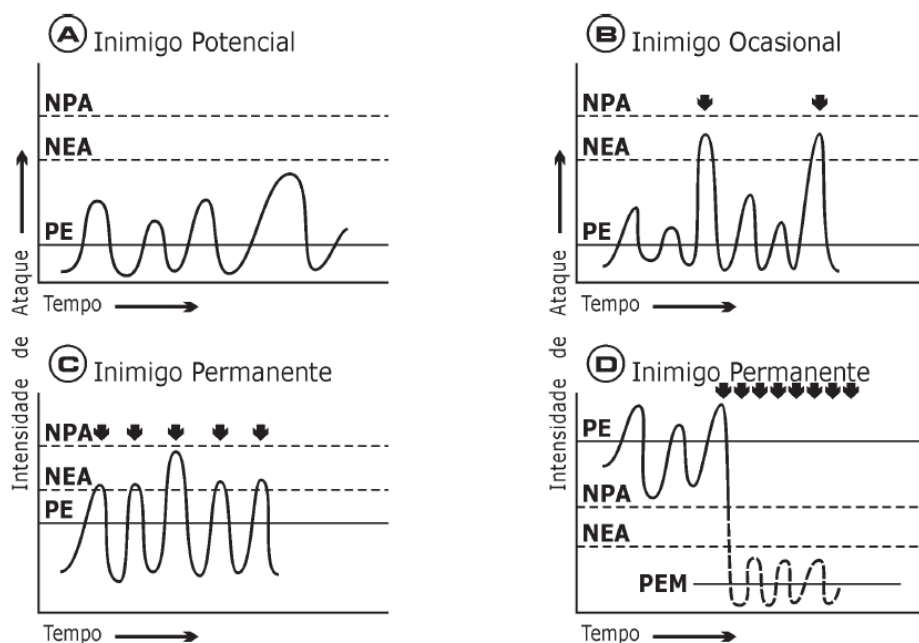 A Inimigo Potencial
NPA
NEA
PE
Tempo
B Inimigo Ocasional
NPA
NEA
PE
Tempo
Intensidade de Ataque
Intensidade de Ataque
C Inimigo Permanente
NPA
NEA
PE
Tempo
D Inimigo Permanente
PE
NPA
NEA
PEM
Tempo